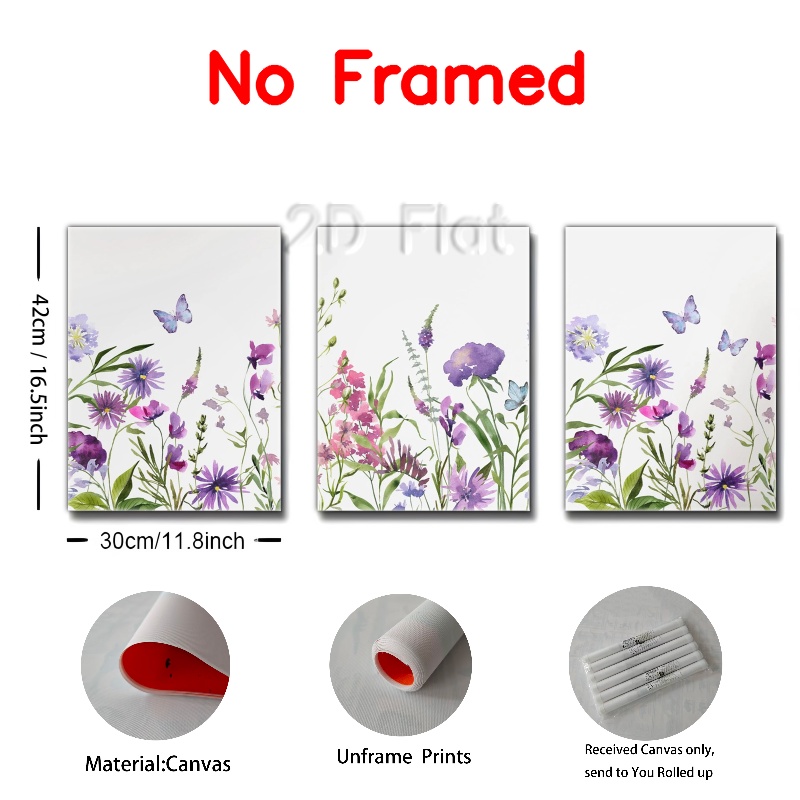 No Framed
2D Flat
42cm / 16.5inch
30cm/11.8inch
Material:Canvas
Unframe Prints
Received Canvas only,
send to You Rolled up